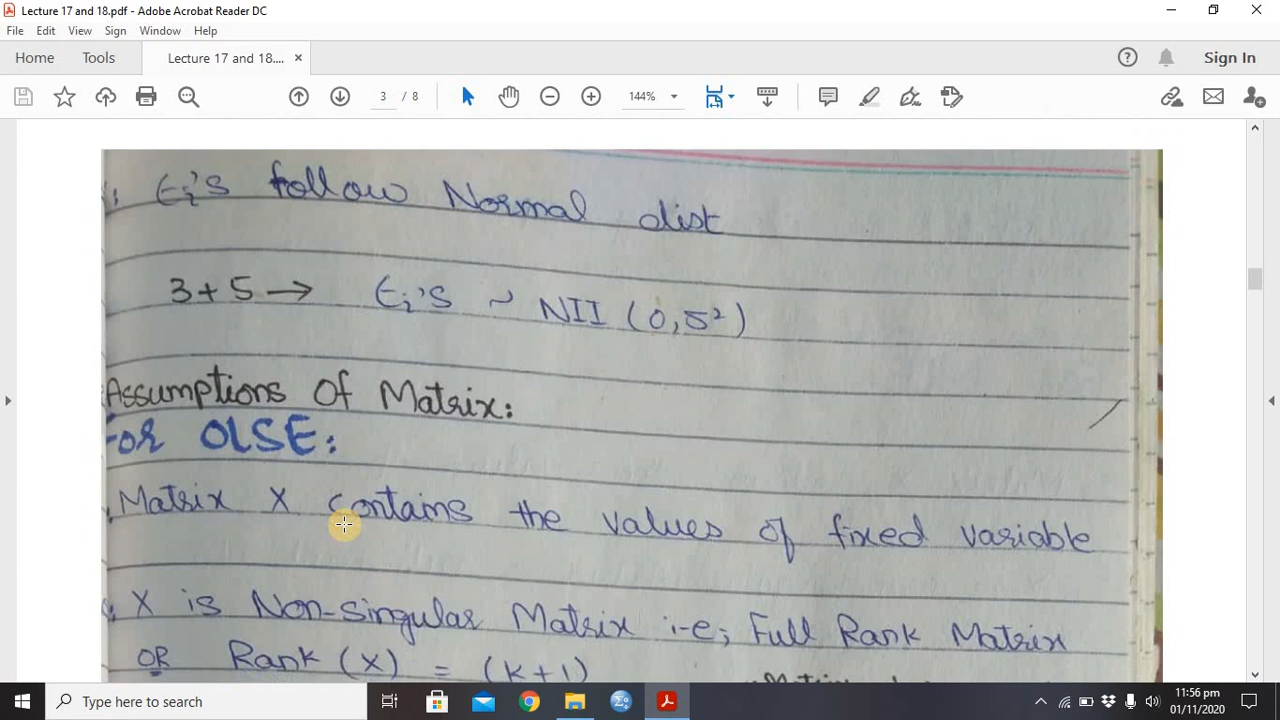 Lecture 17 and 18.pdf - Adobe Acrobat Reader DC
File Edit View Sign Window Help
Home Tools Lecture 17 and 18.... × Sign In
3 / 8 144%
Ei's follow Normal dist
3+5→ Ei's ~ NII (0,σ²)
Assumptions Of Matrix:
For OLSE:
Matrix X contains the values of fixed variable
X is Non-singular Matrix i-e; Full Rank Matrix
OR Rank (X) = (K+1)
Type here to search
11:56 pm
01/11/2020